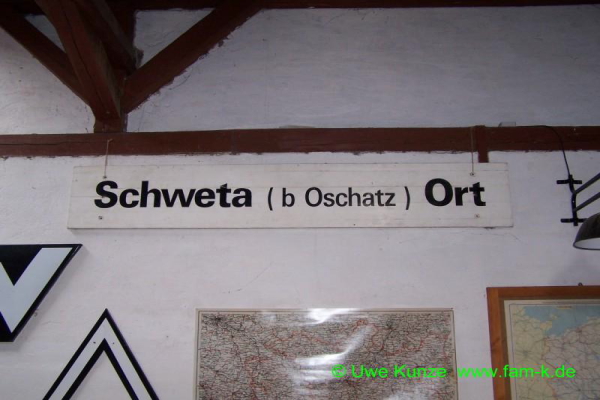 Schweta ( b Oschatz ) Ort
© Uwe Kunze www.fam-k.de